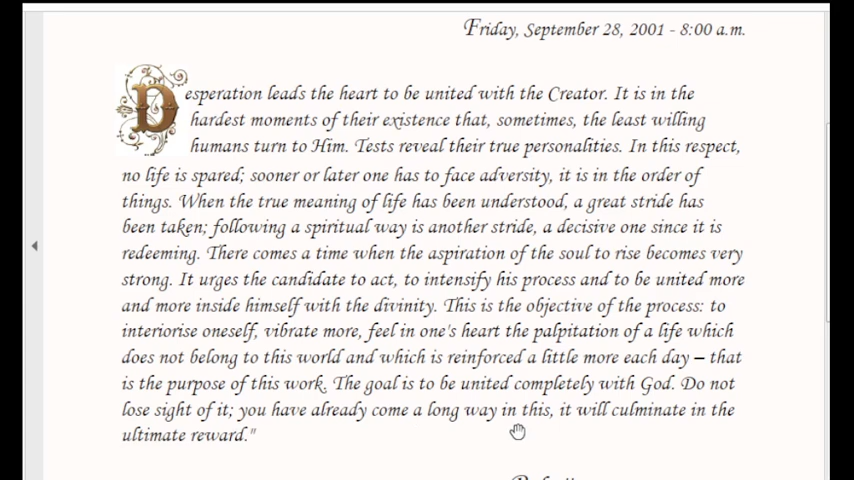 Friday, September 28, 2001 - 8:00 a.m.
Desperation leads the heart to be united with the Creator. It is in the
hardest moments of their existence that, sometimes, the least willing
humans turn to Him. Tests reveal their true personalities. In this respect,
no life is spared; sooner or later one has to face adversity, it is in the order of
things. When the true meaning of life has been understood, a great stride has
been taken; following a spiritual way is another stride, a decisive one since it is
redeeming. There comes a time when the aspiration of the soul to rise becomes very
strong. It urges the candidate to act, to intensify his process and to be united more
and more inside himself with the divinity. This is the objective of the process: to
interiorise oneself, vibrate more, feel in one's heart the palpitation of a life which
does not belong to this world and which is reinforced a little more each day – that
is the purpose of this work. The goal is to be united completely with God. Do not
lose sight of it; you have already come a long way in this, it will culminate in the
ultimate reward."